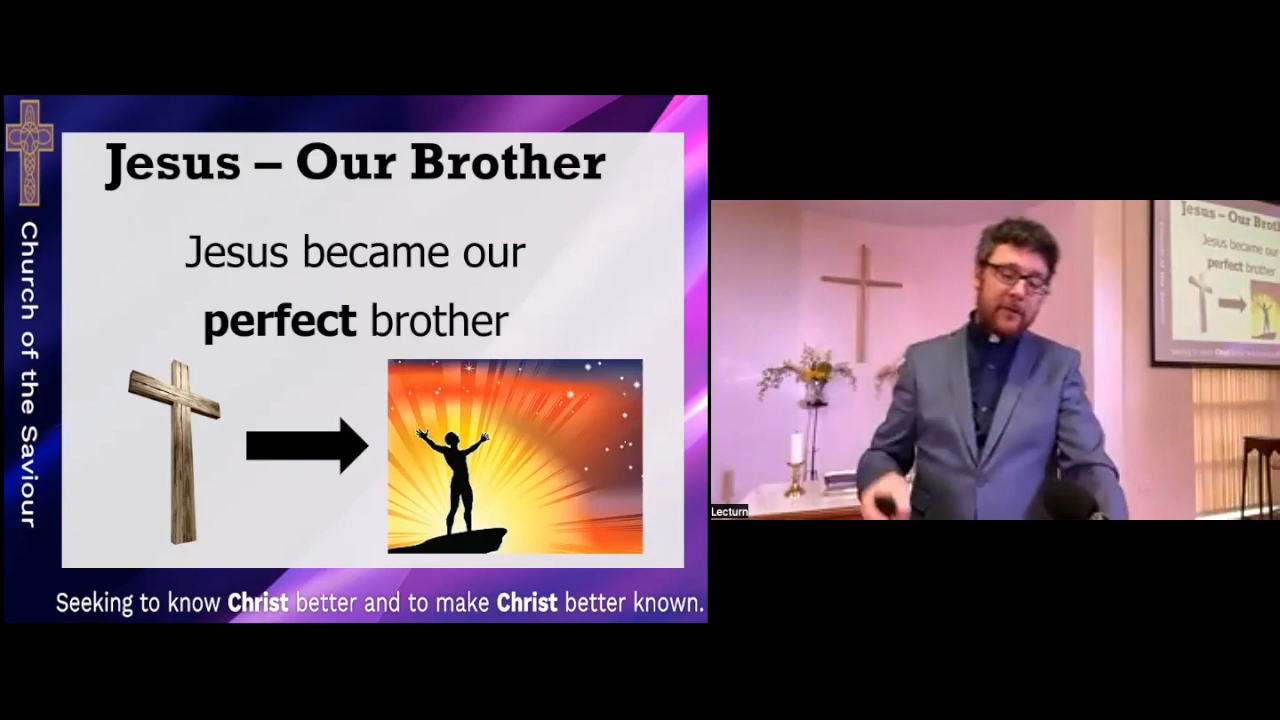 Jesus – Our Brother
Jesus became our
perfect brother
Church of the Saviour
Seeking to know Christ better and to make Christ better known.
Jesus – Our Brot
Jesus became our
perfect brother
Lecturn